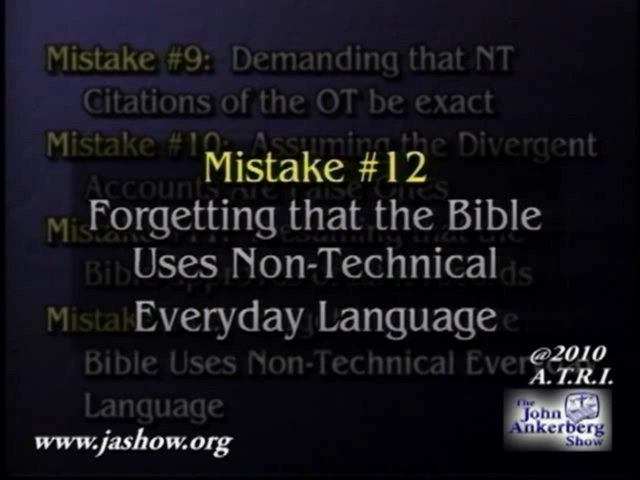 Mistake #9: Demanding that NT
Citations of the OT be exact
Mistake #10: Assuming the Divergent
Accounts Are False Ones
Mistake #12
Forgetting that the Bible
Uses Non-Technical
Everyday Language
Bible Uses Non-Technical Everyday
Language
@2010
A.T.R.I.
The
John
Ankerberg
Show
www.jashow.org